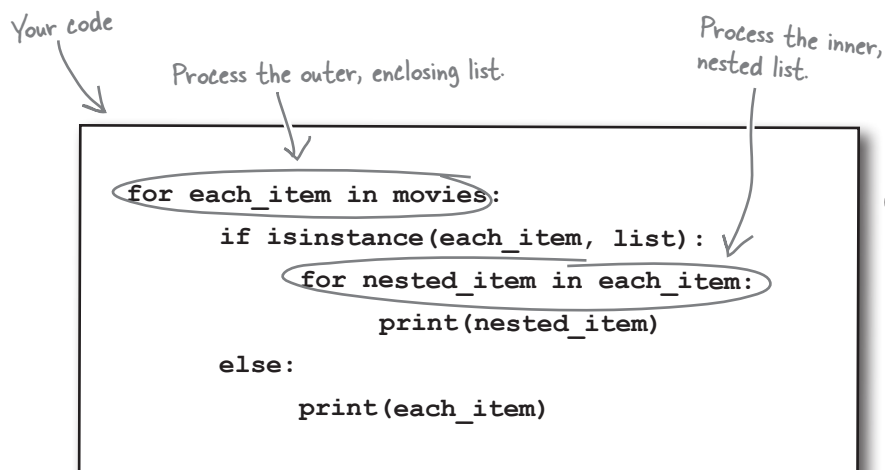 Your code
Process the outer, enclosing list.
Process the inner,
nested list.
for each_item in movies:
if isinstance(each_item, list):
for nested_item in each_item:
print(nested_item)
else:
print(each_item)